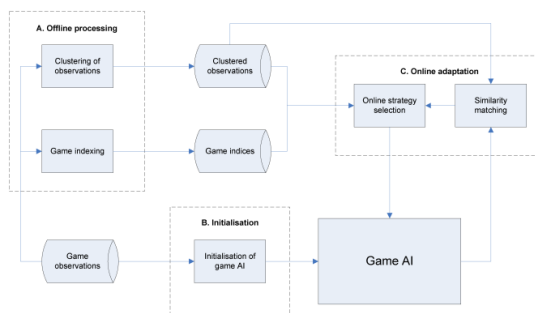 A. Offline processing
Clustering of
observations
Clustered
observations
C. Online adaptation
Online strategy
selection
Similarity
matching
Game indexing
Game indices
B. Initialisation
Game
observations
Initialisation of
game AI
Game AI